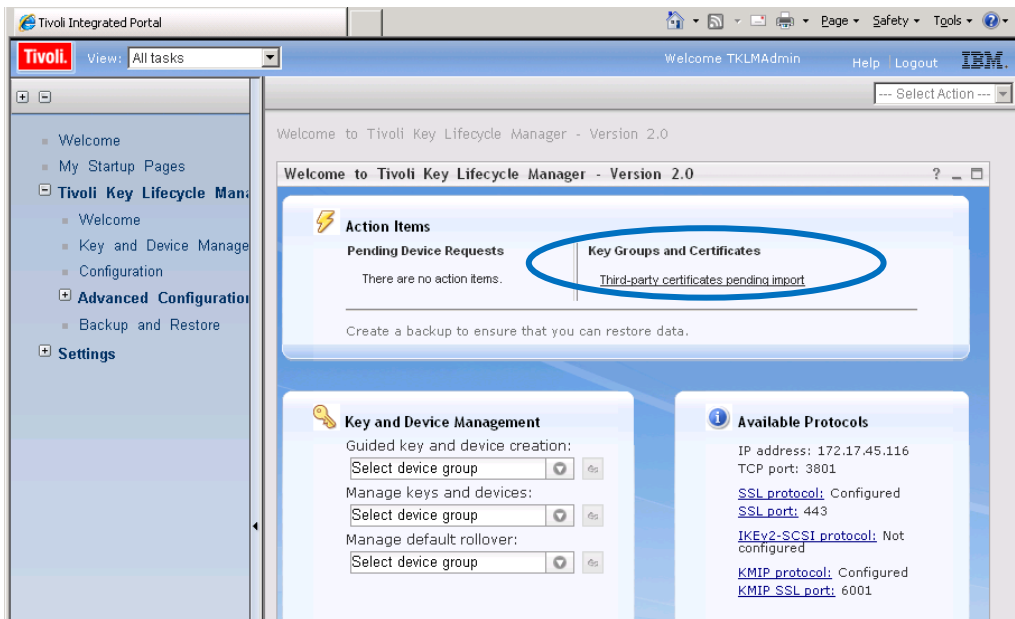 Tivoli Integrated Portal
Page Safety Tools
Tivoli. View: All tasks Welcome TKLMAdmin Help Logout IBM.
--- Select Action ---
Welcome
My Startup Pages
Tivoli Key Lifecycle Mana
Welcome
Key and Device Manage
Configuration
Advanced Configuration
Backup and Restore
Settings
Welcome to Tivoli Key Lifecycle Manager - Version 2.0
Welcome to Tivoli Key Lifecycle Manager - Version 2.0 ?
Action Items
Pending Device Requests
There are no action items.
Key Groups and Certificates
Third-party certificates pending import
Create a backup to ensure that you can restore data.
Key and Device Management
Guided key and device creation:
Select device group Go
Manage keys and devices:
Select device group Go
Manage default rollover:
Select device group Go
Available Protocols
IP address: 172.17.45.116
TCP port: 3801
SSL protocol: Configured
SSL port: 443
IKEv2-SCSI protocol: Not
configured
KMIP protocol: Configured
KMIP SSL port: 6001